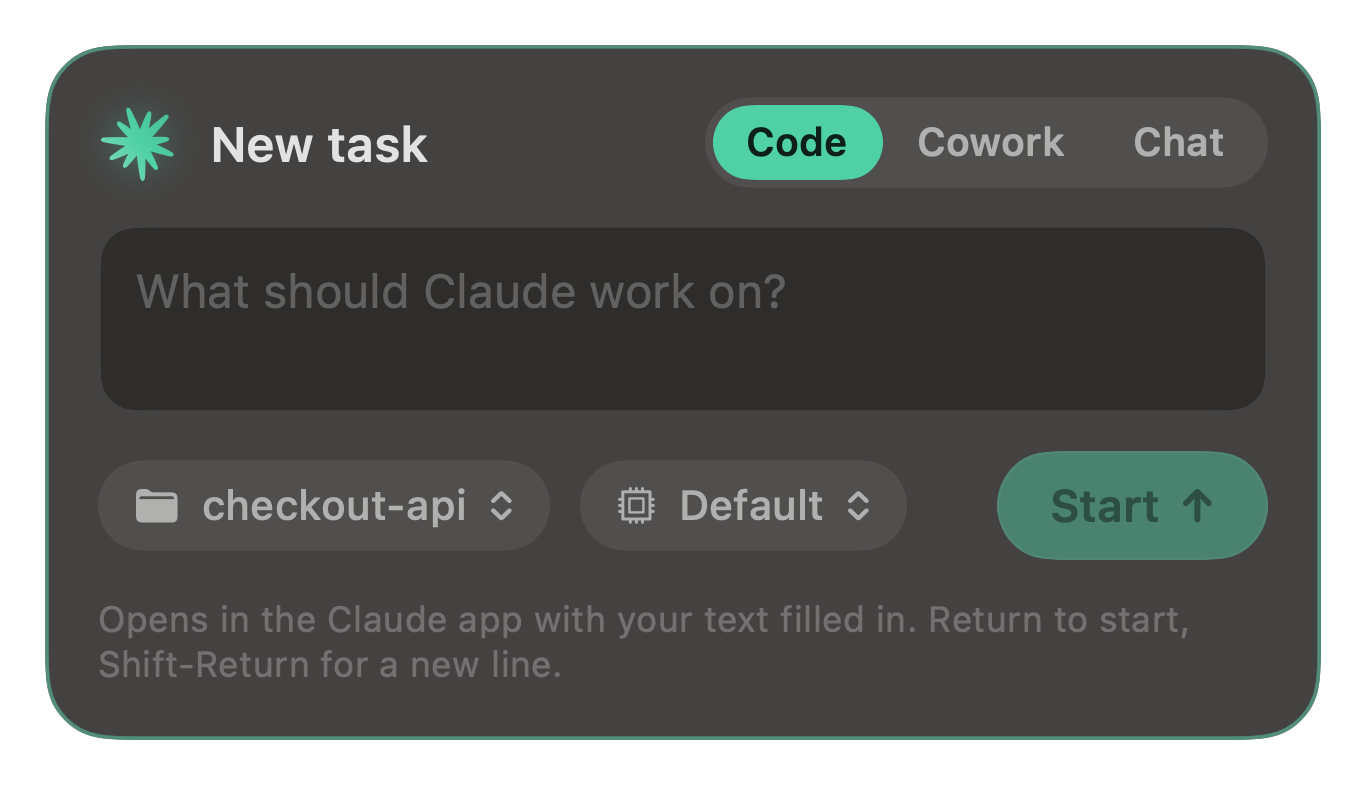 New task
Code Cowork Chat
What should Claude work on?
checkout-api Default Start
Opens in the Claude app with your text filled in. Return to start,
Shift-Return for a new line.